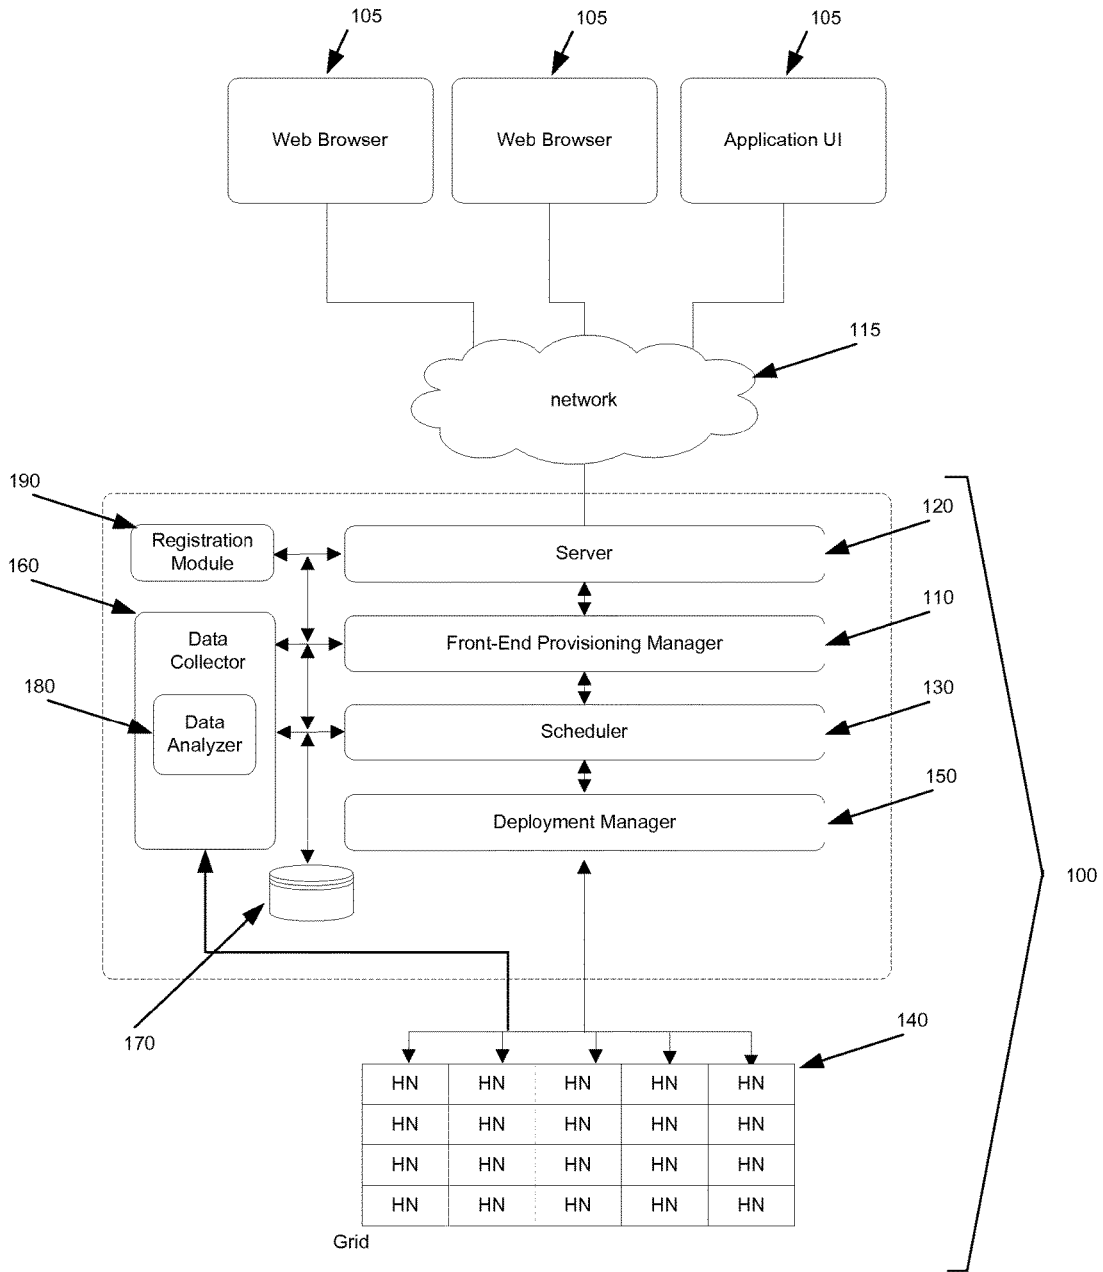 105
105
105
Web Browser
Web Browser
Application UI
115
network
190
120
Registration
Module
Server
160
110
Data
Collector
Front-End Provisioning Manager
180
130
Data
Analyzer
Scheduler
150
Deployment Manager
100
170
140
HN HN HN HN HN
HN HN HN HN HN
HN HN HN HN HN
HN HN HN HN HN
Grid